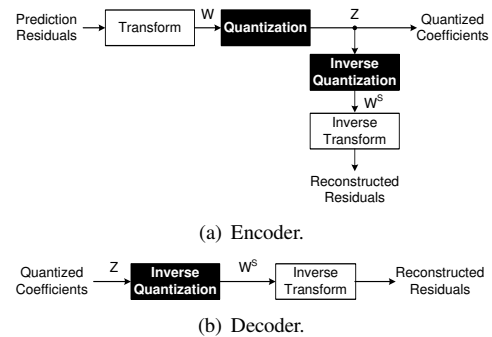 Prediction
Residuals
Transform
W
Quantization
Z
Quantized
Coefficients
Inverse
Quantization
W^S
Inverse
Transform
Reconstructed
Residuals
(a) Encoder.
Quantized
Coefficients
Z
Inverse
Quantization
W^S
Inverse
Transform
Reconstructed
Residuals
(b) Decoder.